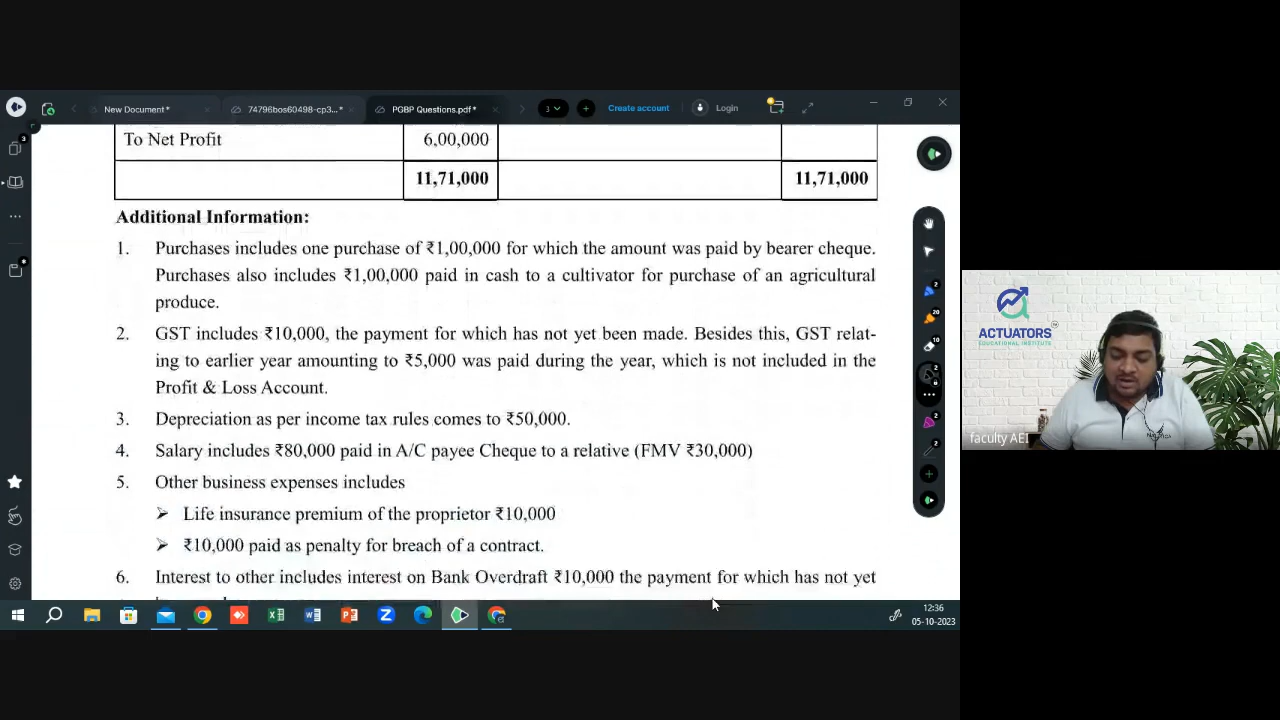 New Document*
74796bos60498-cp3...*
PGBP Questions.pdf*
3
Create account
Login
To Net Profit 6,00,000
11,71,000 11,71,000
Additional Information:
1. Purchases includes one purchase of ₹1,00,000 for which the amount was paid by bearer cheque.
Purchases also includes ₹1,00,000 paid in cash to a cultivator for purchase of an agricultural
produce.
2. GST includes ₹10,000, the payment for which has not yet been made. Besides this, GST relat-
ing to earlier year amounting to ₹5,000 was paid during the year, which is not included in the
Profit & Loss Account.
3. Depreciation as per income tax rules comes to ₹50,000.
4. Salary includes ₹80,000 paid in A/C payee Cheque to a relative (FMV ₹30,000)
5. Other business expenses includes
➢ Life insurance premium of the proprietor ₹10,000
➢ ₹10,000 paid as penalty for breach of a contract.
6. Interest to other includes interest on Bank Overdraft ₹10,000 the payment for which has not yet
12:36
05-10-2023
ACTUATORS
EDUCATIONAL INSTITUTE
faculty AEI